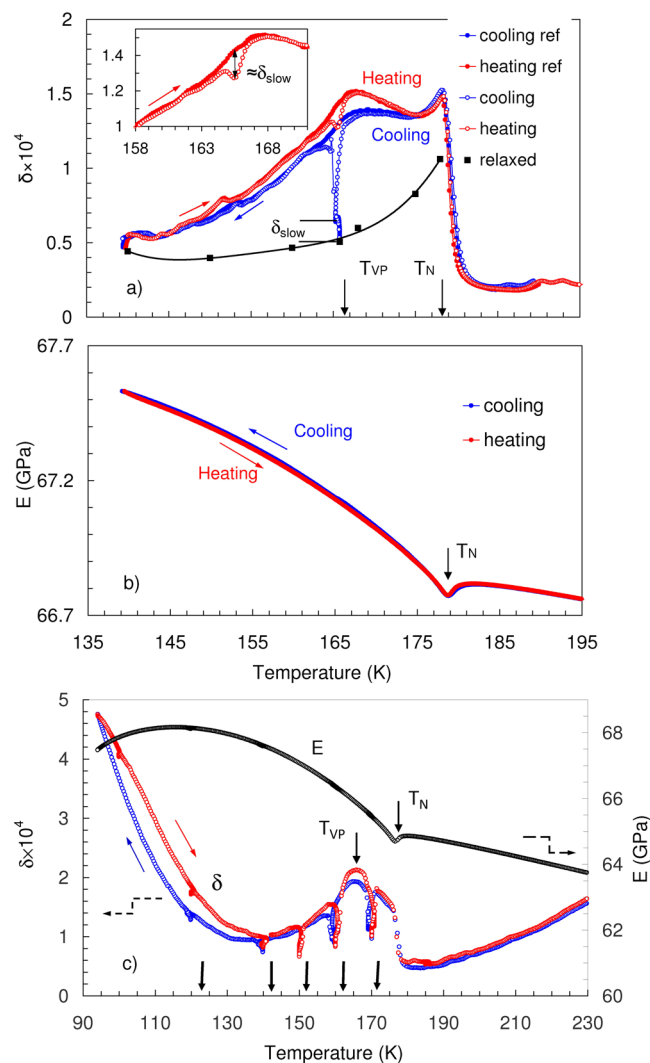 2
1.5
1
0.5
0
δ×10⁴
1.4
1.2
1
158 163 168
≈δslow
Heating
Cooling
cooling ref
heating ref
cooling
heating
relaxed
δslow
TVP TN
a)
67.7
67.2
66.7
E (GPa)
Cooling
Heating
cooling
heating
TN
b)
135 145 155 165 175 185 195
Temperature (K)
5
4
3
2
1
0
δ×10⁴
E
TN
TVP
δ
c)
68
66
64
62
60
E (GPa)
90 110 130 150 170 190 210 230
Temperature (K)